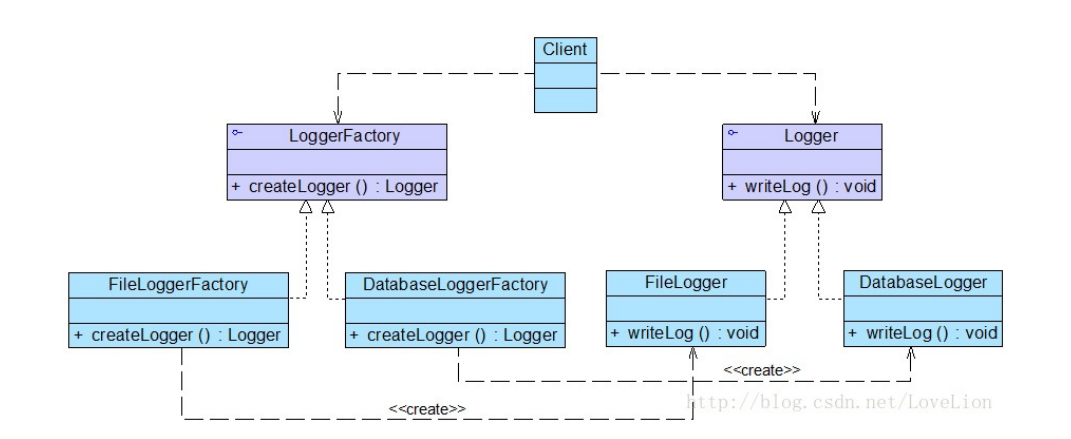 Client
LoggerFactory
+ createLogger () : Logger
Logger
+ writeLog () : void
FileLoggerFactory
+ createLogger () : Logger
DatabaseLoggerFactory
+ createLogger () : Logger
FileLogger
+ writeLog () : void
DatabaseLogger
+ writeLog () : void
<<create>>
<<create>>
http://blog.csdn.net/LoveLion